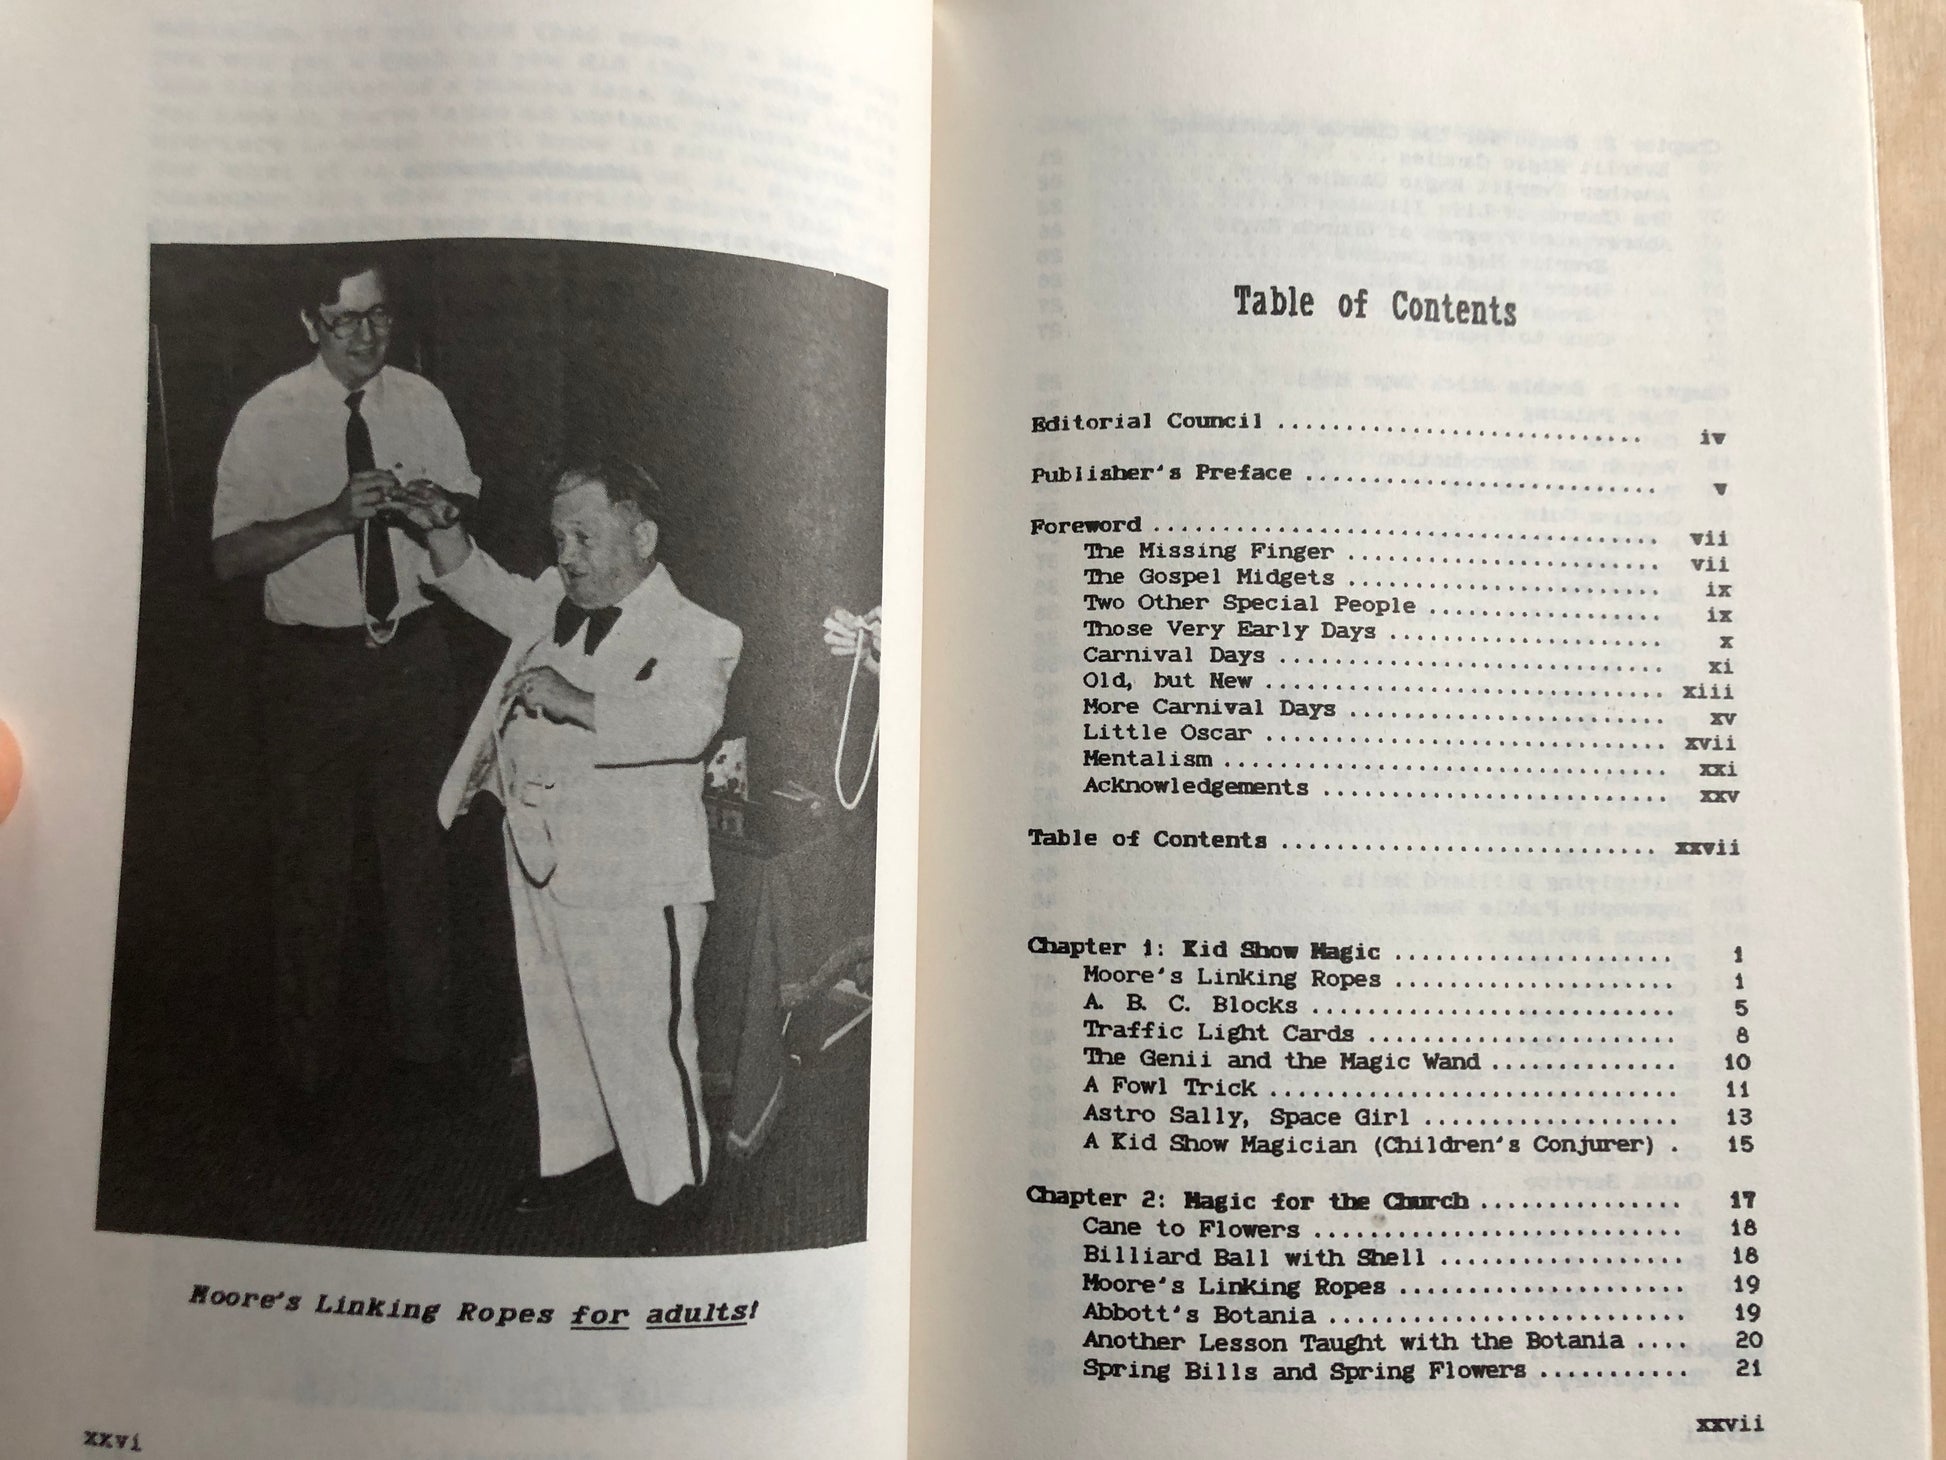 Moore's Linking Ropes for adults!
xxvi
Table of Contents
Editorial Council ........................... iv
Publisher's Preface .......................... v
Foreword ..................................... vii
The Missing Finger ....................... vii
The Gospel Midgets ....................... ix
Two Other Special People ................. ix
Those Very Early Days .................... x
Carnival Days ............................ xi
Old, but New ............................. xiii
More Carnival Days ....................... xv
Little Oscar ............................. xvii
Mentalism ................................ xxi
Acknowledgements ......................... xxv
Table of Contents ............................ xxvii
Chapter 1: Kid Show Magic ..................... 1
Moore's Linking Ropes ..................... 1
A. B. C. Blocks ........................... 5
Traffic Light Cards ....................... 8
The Genii and the Magic Wand .............. 10
A Fowl Trick .............................. 11
Astro Sally, Space Girl ................... 13
A Kid Show Magician (Children's Conjurer) . 15
Chapter 2: Magic for the Church ............... 17
Cane to Flowers ........................... 18
Billiard Ball with Shell .................. 18
Moore's Linking Ropes ..................... 19
Abbott's Botania .......................... 19
Another Lesson Taught with the Botania .... 20
Spring Bills and Spring Flowers ........... 21
xxvii